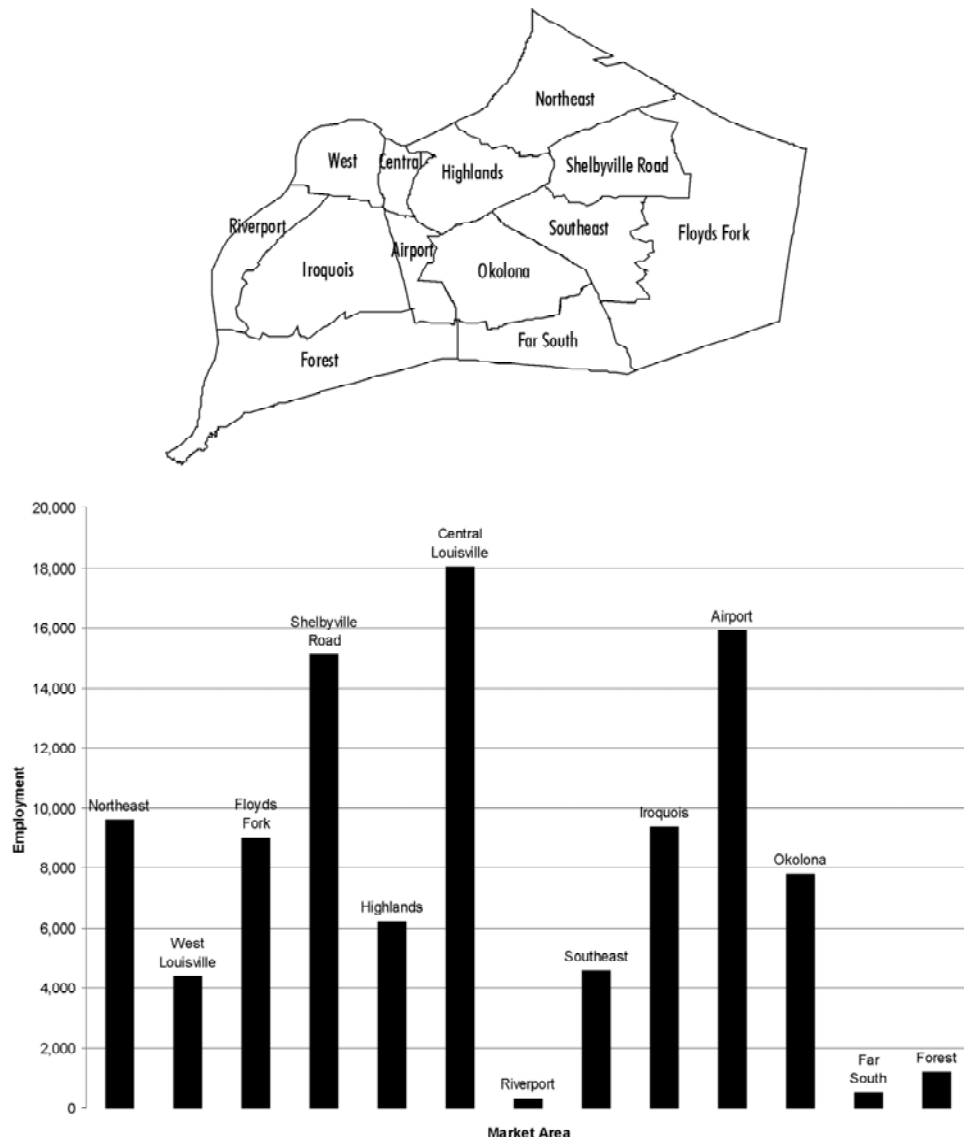 Northeast
West
Central
Highlands
Shelbyville Road
Riverport
Airport
Southeast
Floyds Fork
Iroquois
Okolona
Forest
Far South
20,000
18,000
16,000
14,000
12,000
10,000
8,000
6,000
4,000
2,000
0
Employment
Northeast
West
Louisville
Floyds
Fork
Shelbyville
Road
Highlands
Central
Louisville
Riverport
Southeast
Iroquois
Airport
Okolona
Far
South
Forest
Market Area